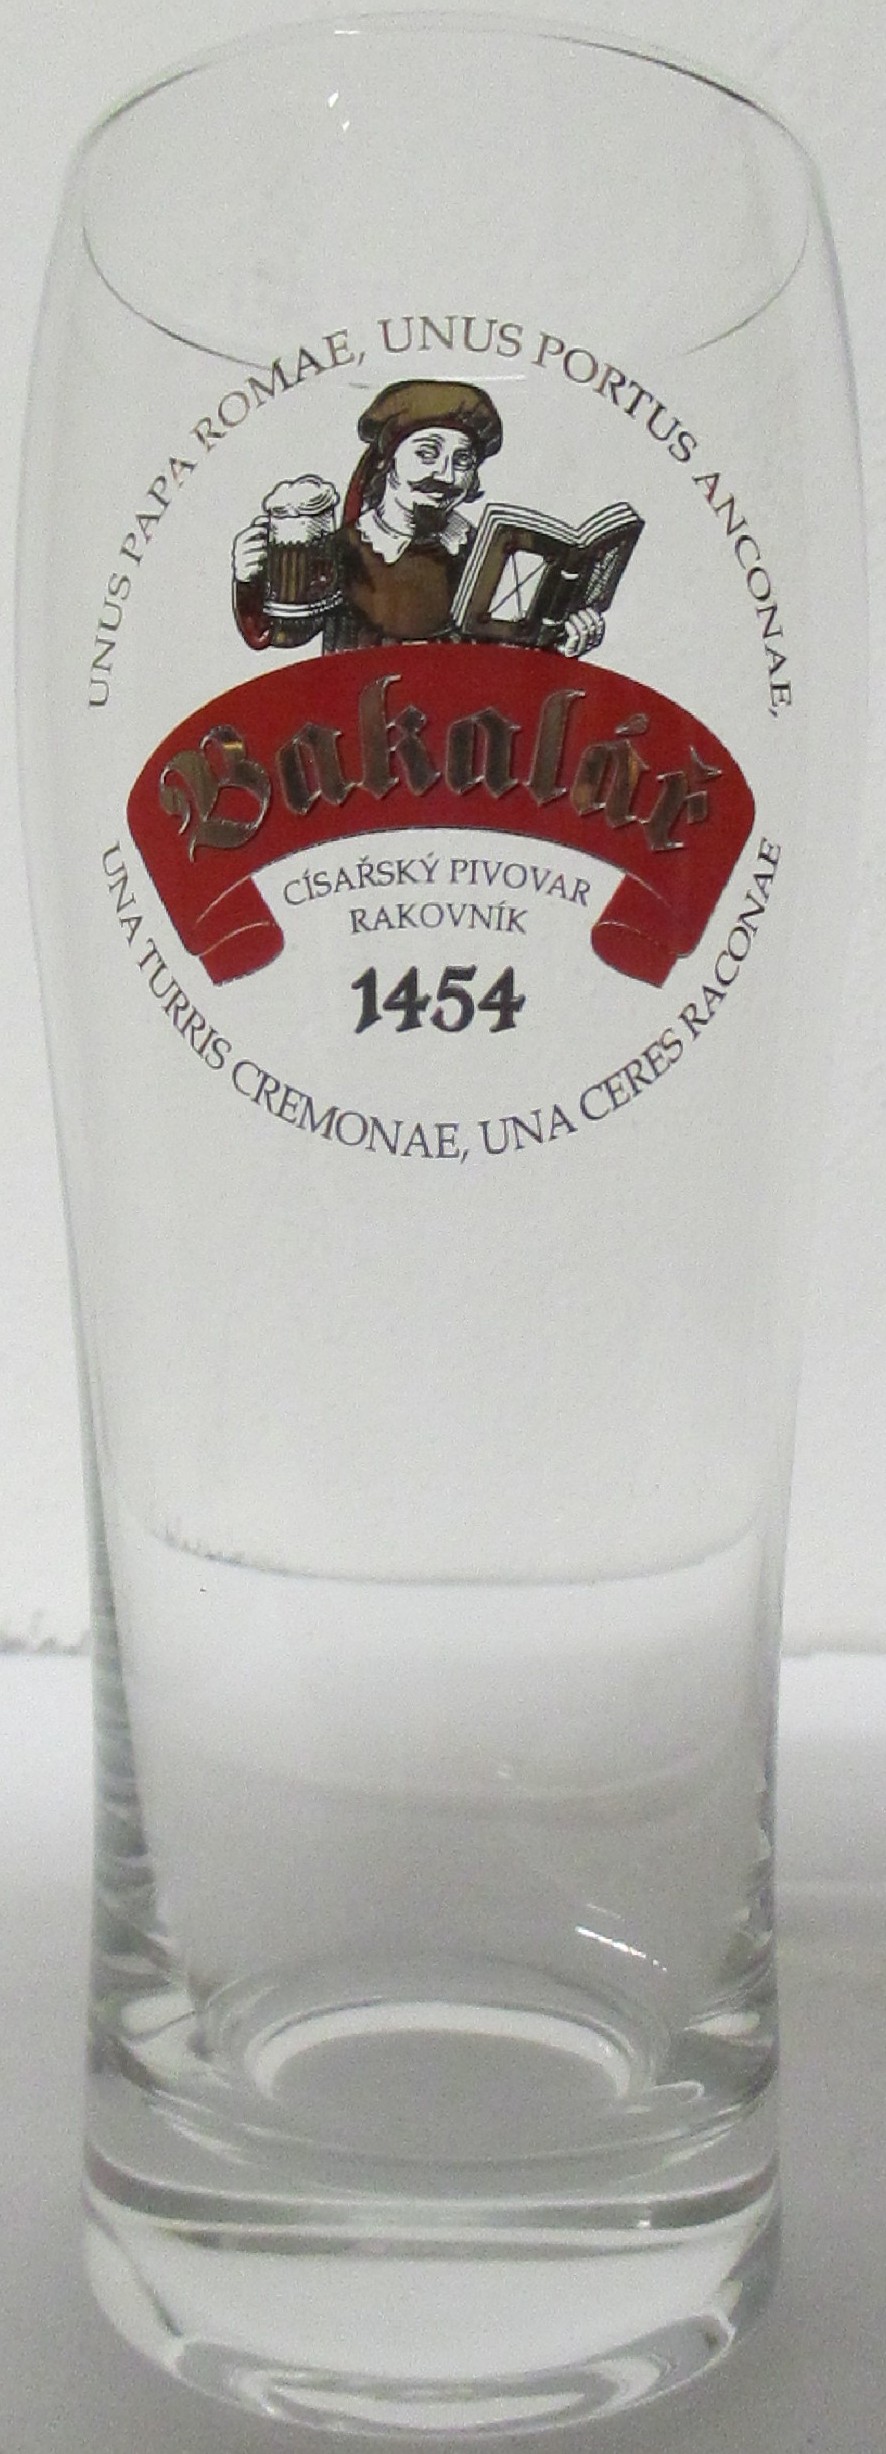 UNUS PAPA ROMAE, UNUS PORTUS ANCONAE,
Bakalář
CÍSAŘSKÝ PIVOVAR
RAKOVNÍK
1454
UNA TURRIS CREMONAE, UNA CERES RACONAE